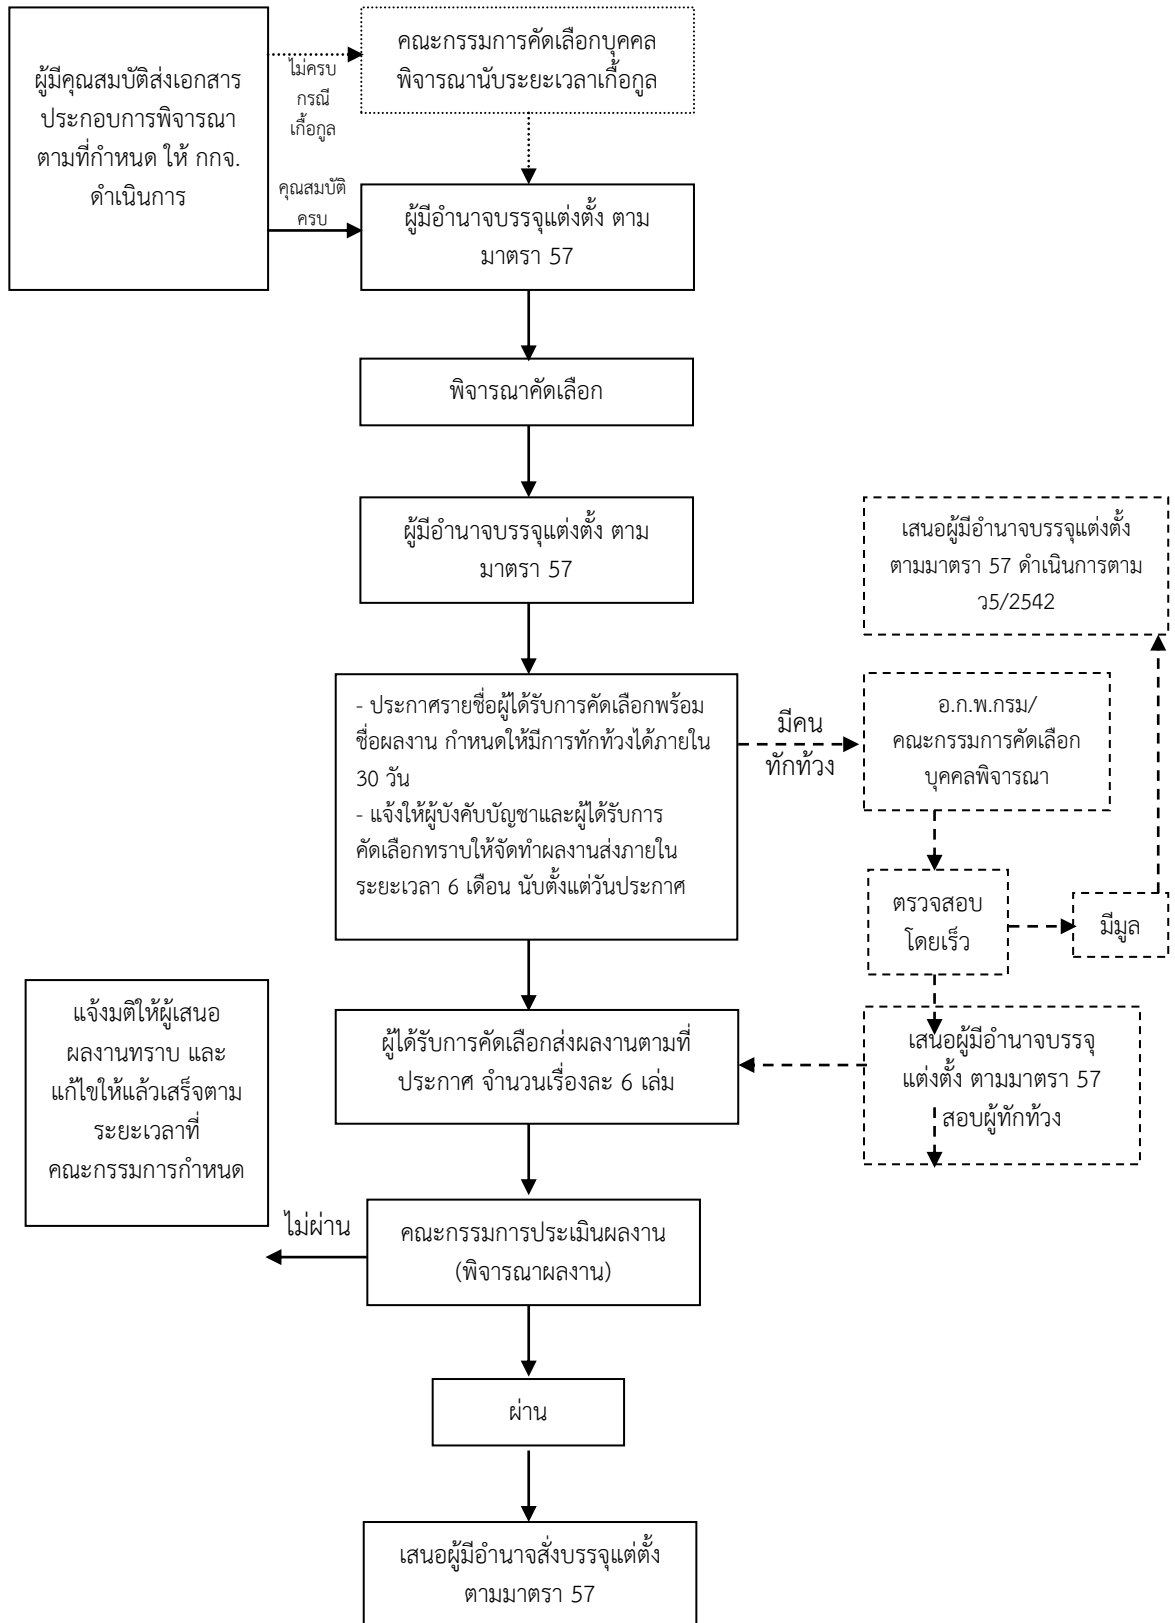 ผู้มีคุณสมบัติส่งเอกสาร
ประกอบการพิจารณา
ตามที่กำหนด ให้ กกจ.
ดำเนินการ
ไม่ครบ
กรณี
เกื้อกูล
คณะกรรมการคัดเลือกบุคคล
พิจารณานับระยะเวลาเกื้อกูล
คุณสมบัติ
ครบ
ผู้มีอำนาจบรรจุแต่งตั้ง ตาม
มาตรา 57
พิจารณาคัดเลือก
ผู้มีอำนาจบรรจุแต่งตั้ง ตาม
มาตรา 57
- ประกาศรายชื่อผู้ได้รับการคัดเลือกพร้อม
ชื่อผลงาน กำหนดให้มีการทักท้วงได้ภายใน
30 วัน
- แจ้งให้ผู้บังคับบัญชาและผู้ได้รับการ
คัดเลือกทราบให้จัดทำผลงานส่งภายใน
ระยะเวลา 6 เดือน นับตั้งแต่วันประกาศ
มีคน
ทักท้วง
อ.ก.พ.กรม/
คณะกรรมการคัดเลือก
บุคคลพิจารณา
เสนอผู้มีอำนาจบรรจุแต่งตั้ง
ตามมาตรา 57 ดำเนินการตาม
ว5/2542
ตรวจสอบ
โดยเร็ว
มีมูล
เสนอผู้มีอำนาจบรรจุ
แต่งตั้ง ตามมาตรา 57
สอบผู้ทักท้วง
ผู้ได้รับการคัดเลือกส่งผลงานตามที่
ประกาศ จำนวนเรื่องละ 6 เล่ม
แจ้งมติให้ผู้เสนอ
ผลงานทราบ และ
แก้ไขให้แล้วเสร็จตาม
ระยะเวลาที่
คณะกรรมการกำหนด
ไม่ผ่าน
คณะกรรมการประเมินผลงาน
(พิจารณาผลงาน)
ผ่าน
เสนอผู้มีอำนาจสั่งบรรจุแต่ตั้ง
ตามมาตรา 57